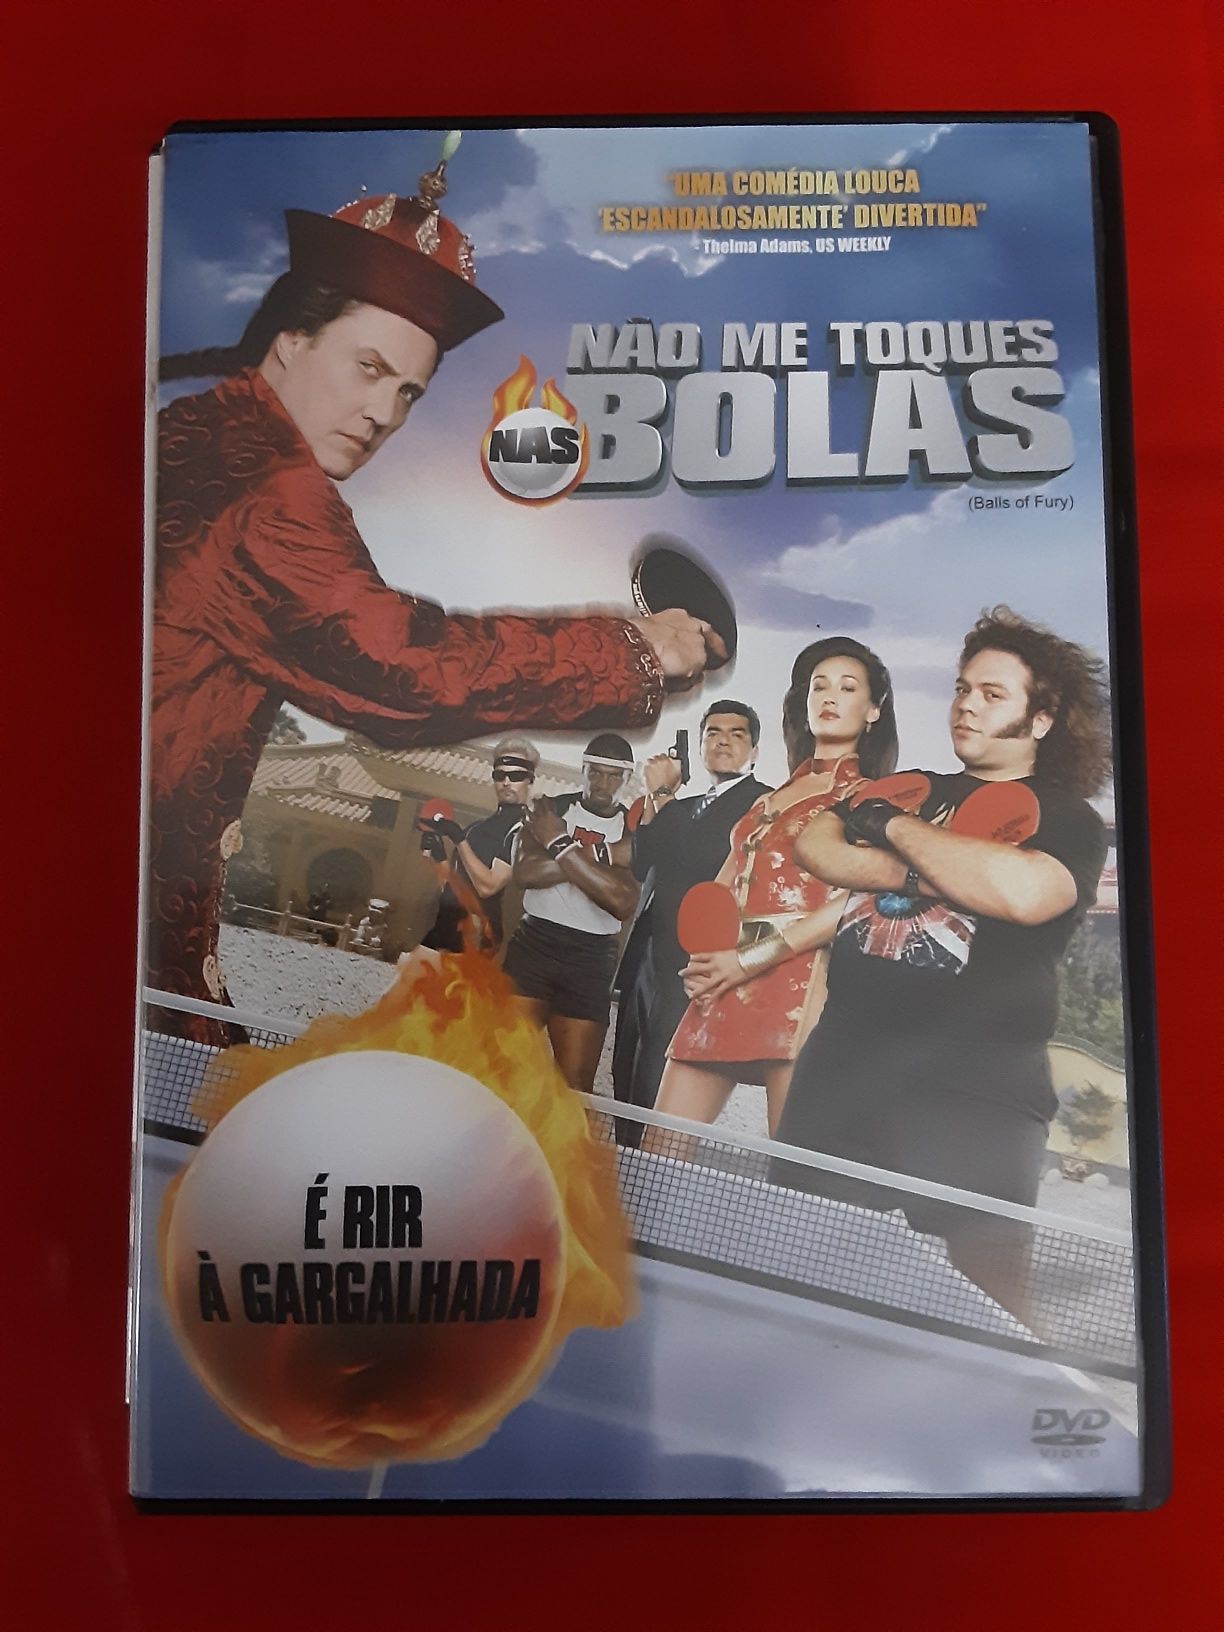 "UMA COMÉDIA LOUCA
'ESCANDALOSAMENTE' DIVERTIDA"
- Thelma Adams, US WEEKLY
NÃO ME TOQUES
NAS BOLAS
(Balls of Fury)
É RIR
À GARGALHADA
DVD
VIDEO